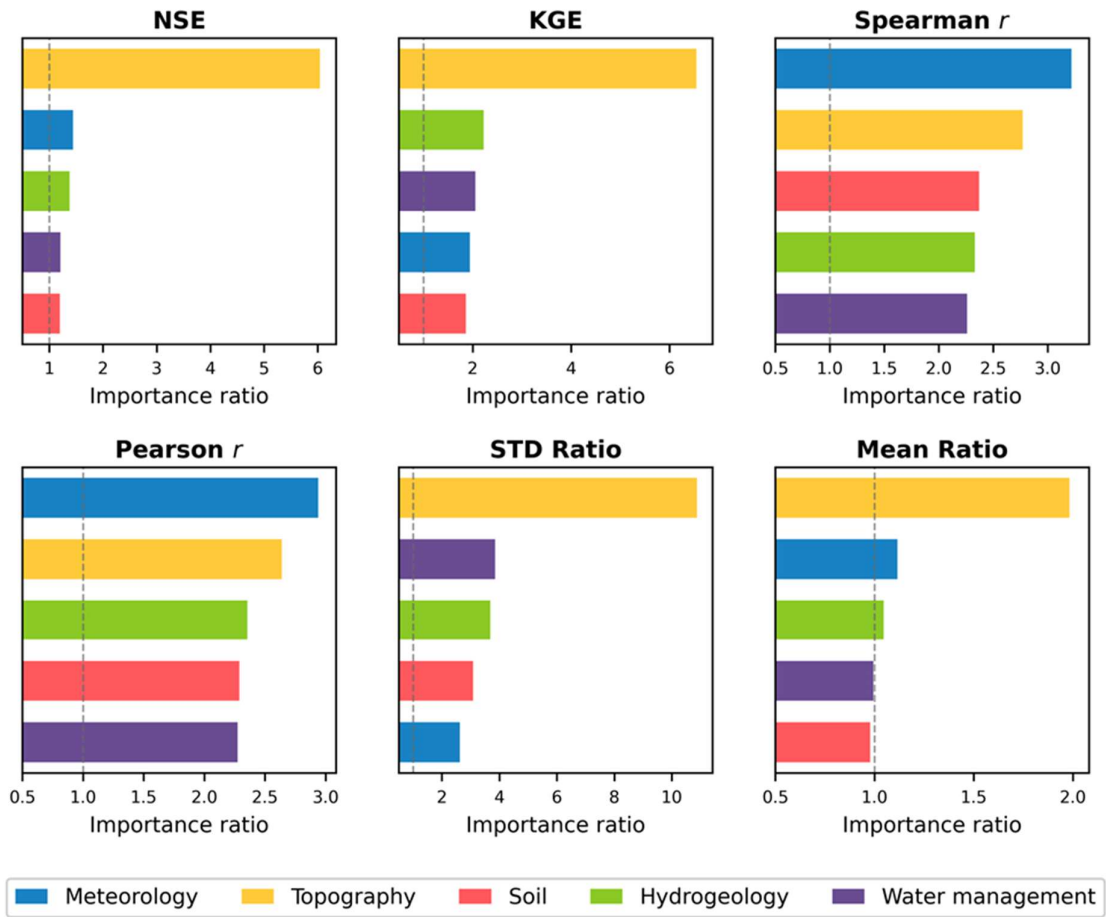 NSE
KGE
Spearman r
1 2 3 4 5 6
2 4 6
0.5 1.0 1.5 2.0 2.5 3.0
Importance ratio
Importance ratio
Importance ratio
Pearson r
STD Ratio
Mean Ratio
0.5 1.0 1.5 2.0 2.5 3.0
2 4 6 8 10
0.5 1.0 1.5 2.0
Importance ratio
Importance ratio
Importance ratio
Meteorology Topography Soil Hydrogeology Water management